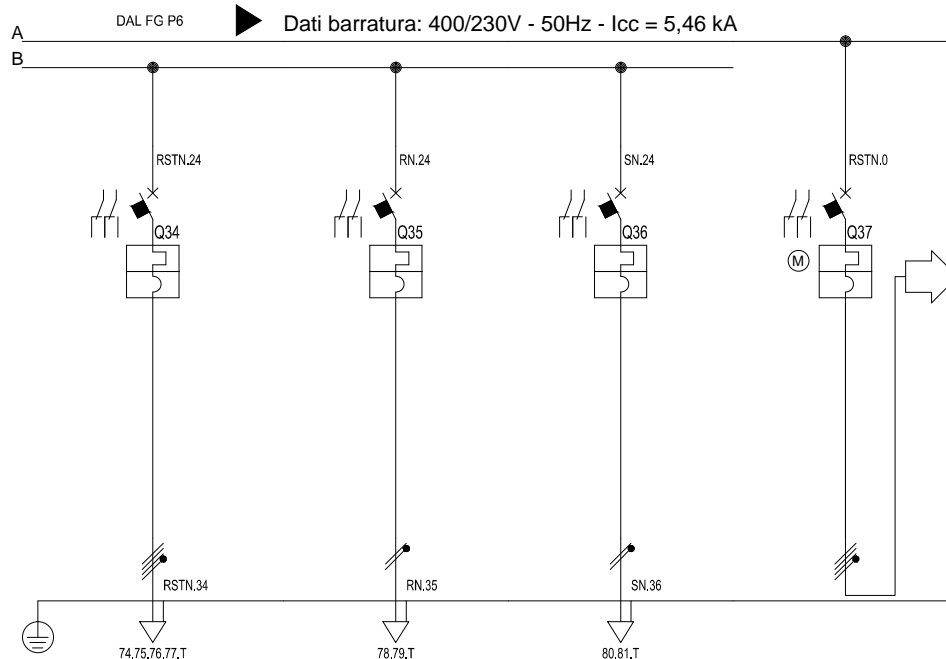 DAL FG P6
Dati barratura: 400/230V - 50Hz - Icc = 5,46 kA
A
B
RSTN.24
RN.24
SN.24
RSTN.0
Q34
Q35
Q36
Q37
M
RSTN.34
RN.35
SN.36
74.75.76.77.T
78.79.T
80.81.T